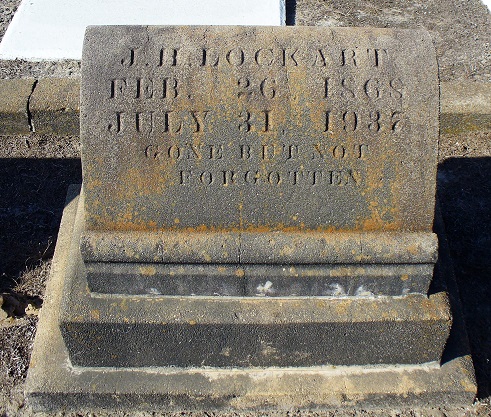 J. H. LOCKART
FEB. 26 1868
JULY 31, 1937
GONE BUT NOT
FORGOTTEN